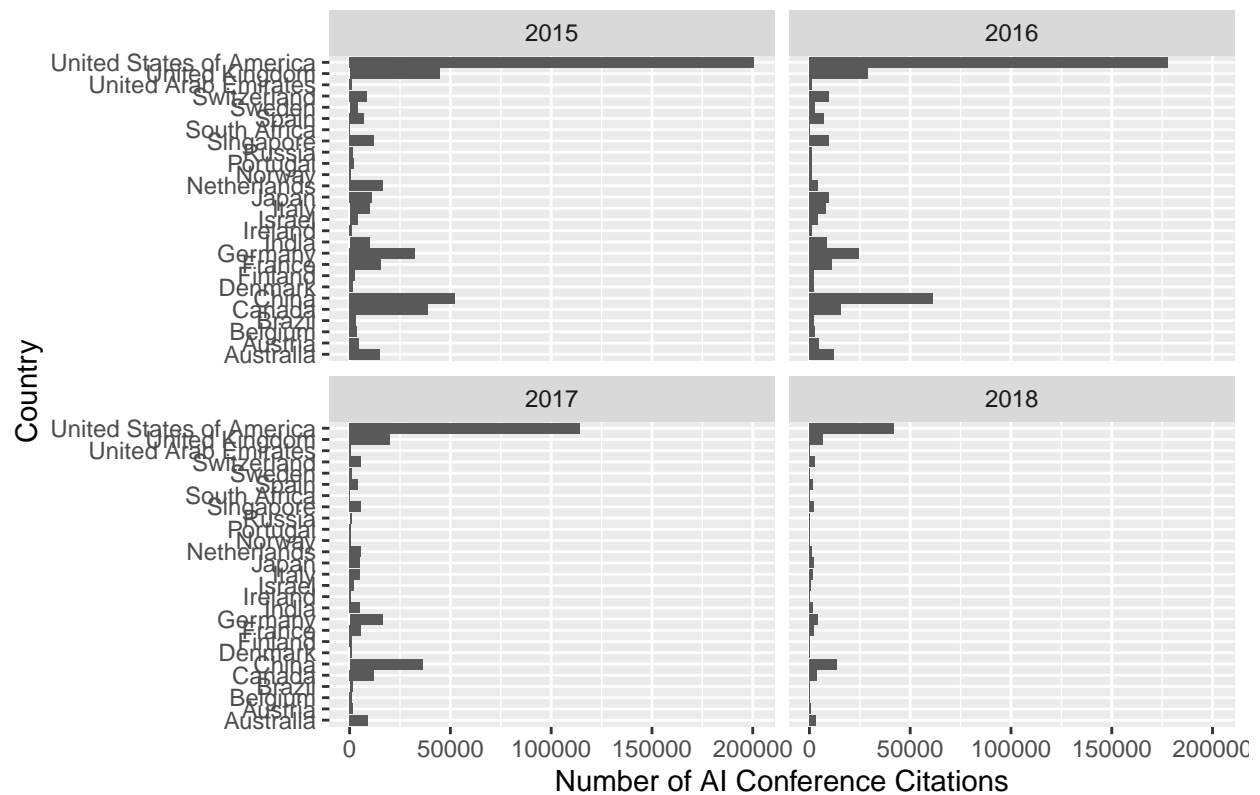 2015
2016
United States of America
United Kingdom
United Arab Emirates
Switzerland
Sweden
Spain
South Africa
Singapore
Russia
Portugal
Norway
Netherlands
Japan
Italy
Israel
Ireland
India
Germany
France
Finland
Denmark
China
Canada
Brazil
Belgium
Austria
Australia
Country
2017
2018
United States of America
United Kingdom
United Arab Emirates
Switzerland
Sweden
Spain
South Africa
Singapore
Russia
Portugal
Norway
Netherlands
Japan
Italy
Israel
Ireland
India
Germany
France
Finland
Denmark
China
Canada
Brazil
Belgium
Austria
Australia
0 50000 100000 150000 200000 0 50000 100000 150000 200000
Number of AI Conference Citations